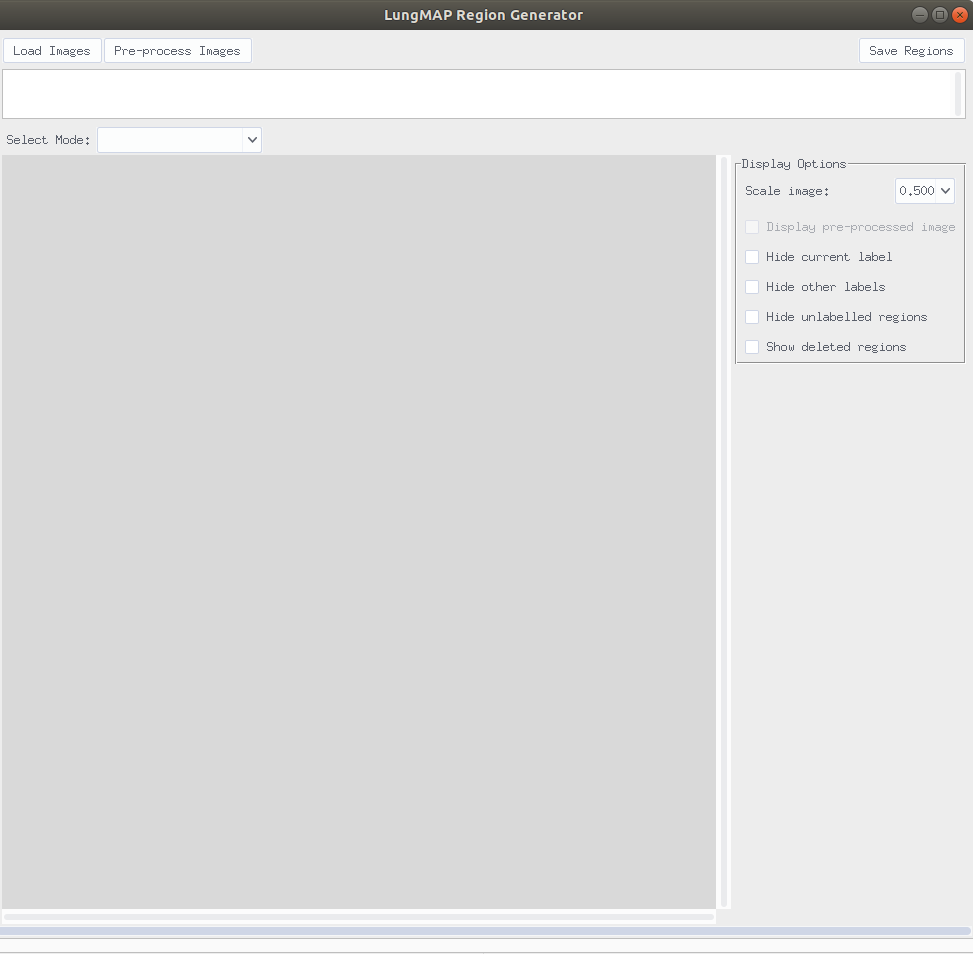 LungMAP Region Generator
Load Images Pre-process Images Save Regions
Select Mode:
Display Options
Scale image: 0.500
Display pre-processed image
Hide current label
Hide other labels
Hide unlabelled regions
Show deleted regions